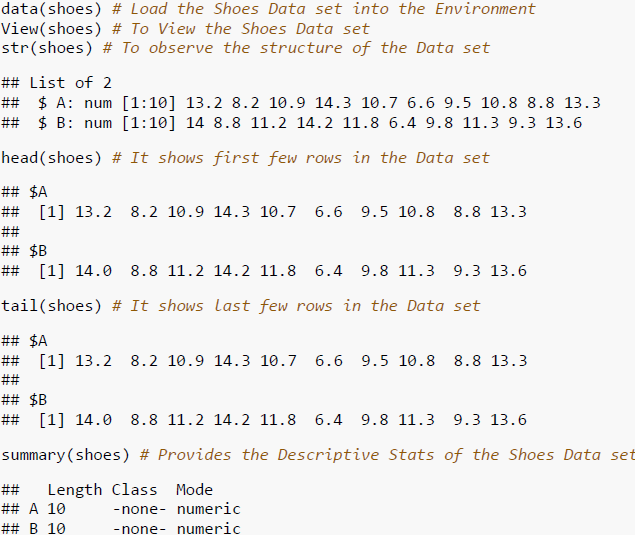 data(shoes) # Load the Shoes Data set into the Environment
View(shoes) # To View the Shoes Data set
str(shoes) # To observe the structure of the Data set
## List of 2
##  $ A: num [1:10] 13.2 8.2 10.9 14.3 10.7 6.6 9.5 10.8 8.8 13.3
##  $ B: num [1:10] 14 8.8 11.2 14.2 11.8 6.4 9.8 11.3 9.3 13.6
head(shoes) # It shows first few rows in the Data set
## $A
##  [1] 13.2  8.2 10.9 14.3 10.7  6.6  9.5 10.8  8.8 13.3
##
## $B
##  [1] 14.0  8.8 11.2 14.2 11.8  6.4  9.8 11.3  9.3 13.6
tail(shoes) # It shows last few rows in the Data set
## $A
##  [1] 13.2  8.2 10.9 14.3 10.7  6.6  9.5 10.8  8.8 13.3
##
## $B
##  [1] 14.0  8.8 11.2 14.2 11.8  6.4  9.8 11.3  9.3 13.6
summary(shoes) # Provides the Descriptive Stats of the Shoes Data set
##   Length Class  Mode
## A 10     -none- numeric
## B 10     -none- numeric